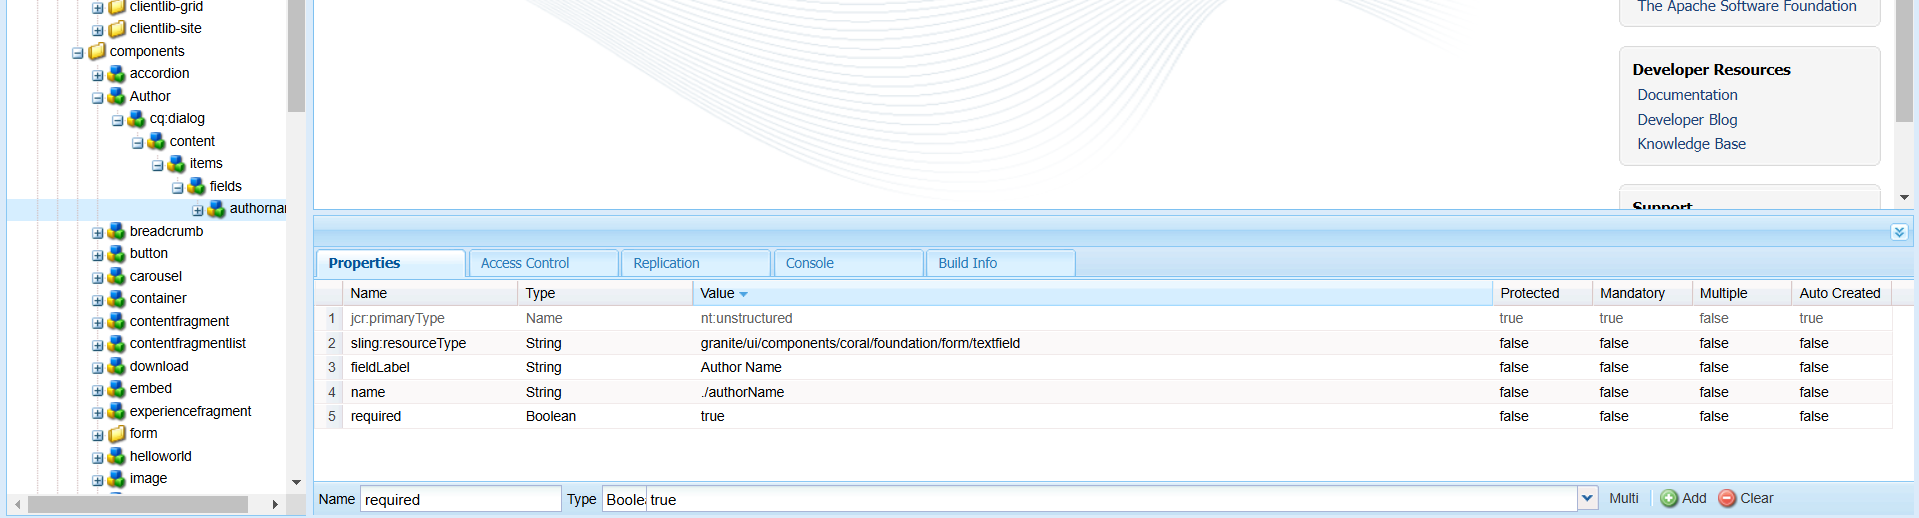 clientlib-grid
clientlib-site
components
accordion
Author
cq:dialog
content
items
fields
authornar
breadcrumb
button
carousel
container
contentfragment
contentfragmentlist
download
embed
experiencefragment
form
helloworld
image
The Apache Software Foundation
Developer Resources
Documentation
Developer Blog
Knowledge Base
Support
Properties Access Control Replication Console Build Info
Name Type Value Protected Mandatory Multiple Auto Created
1 jcr:primaryType Name nt:unstructured true true false true
2 sling:resourceType String granite/ui/components/coral/foundation/form/textfield false false false false
3 fieldLabel String Author Name false false false false
4 name String ./authorName false false false false
5 required Boolean true false false false false
Name required Type Boole true Multi Add Clear